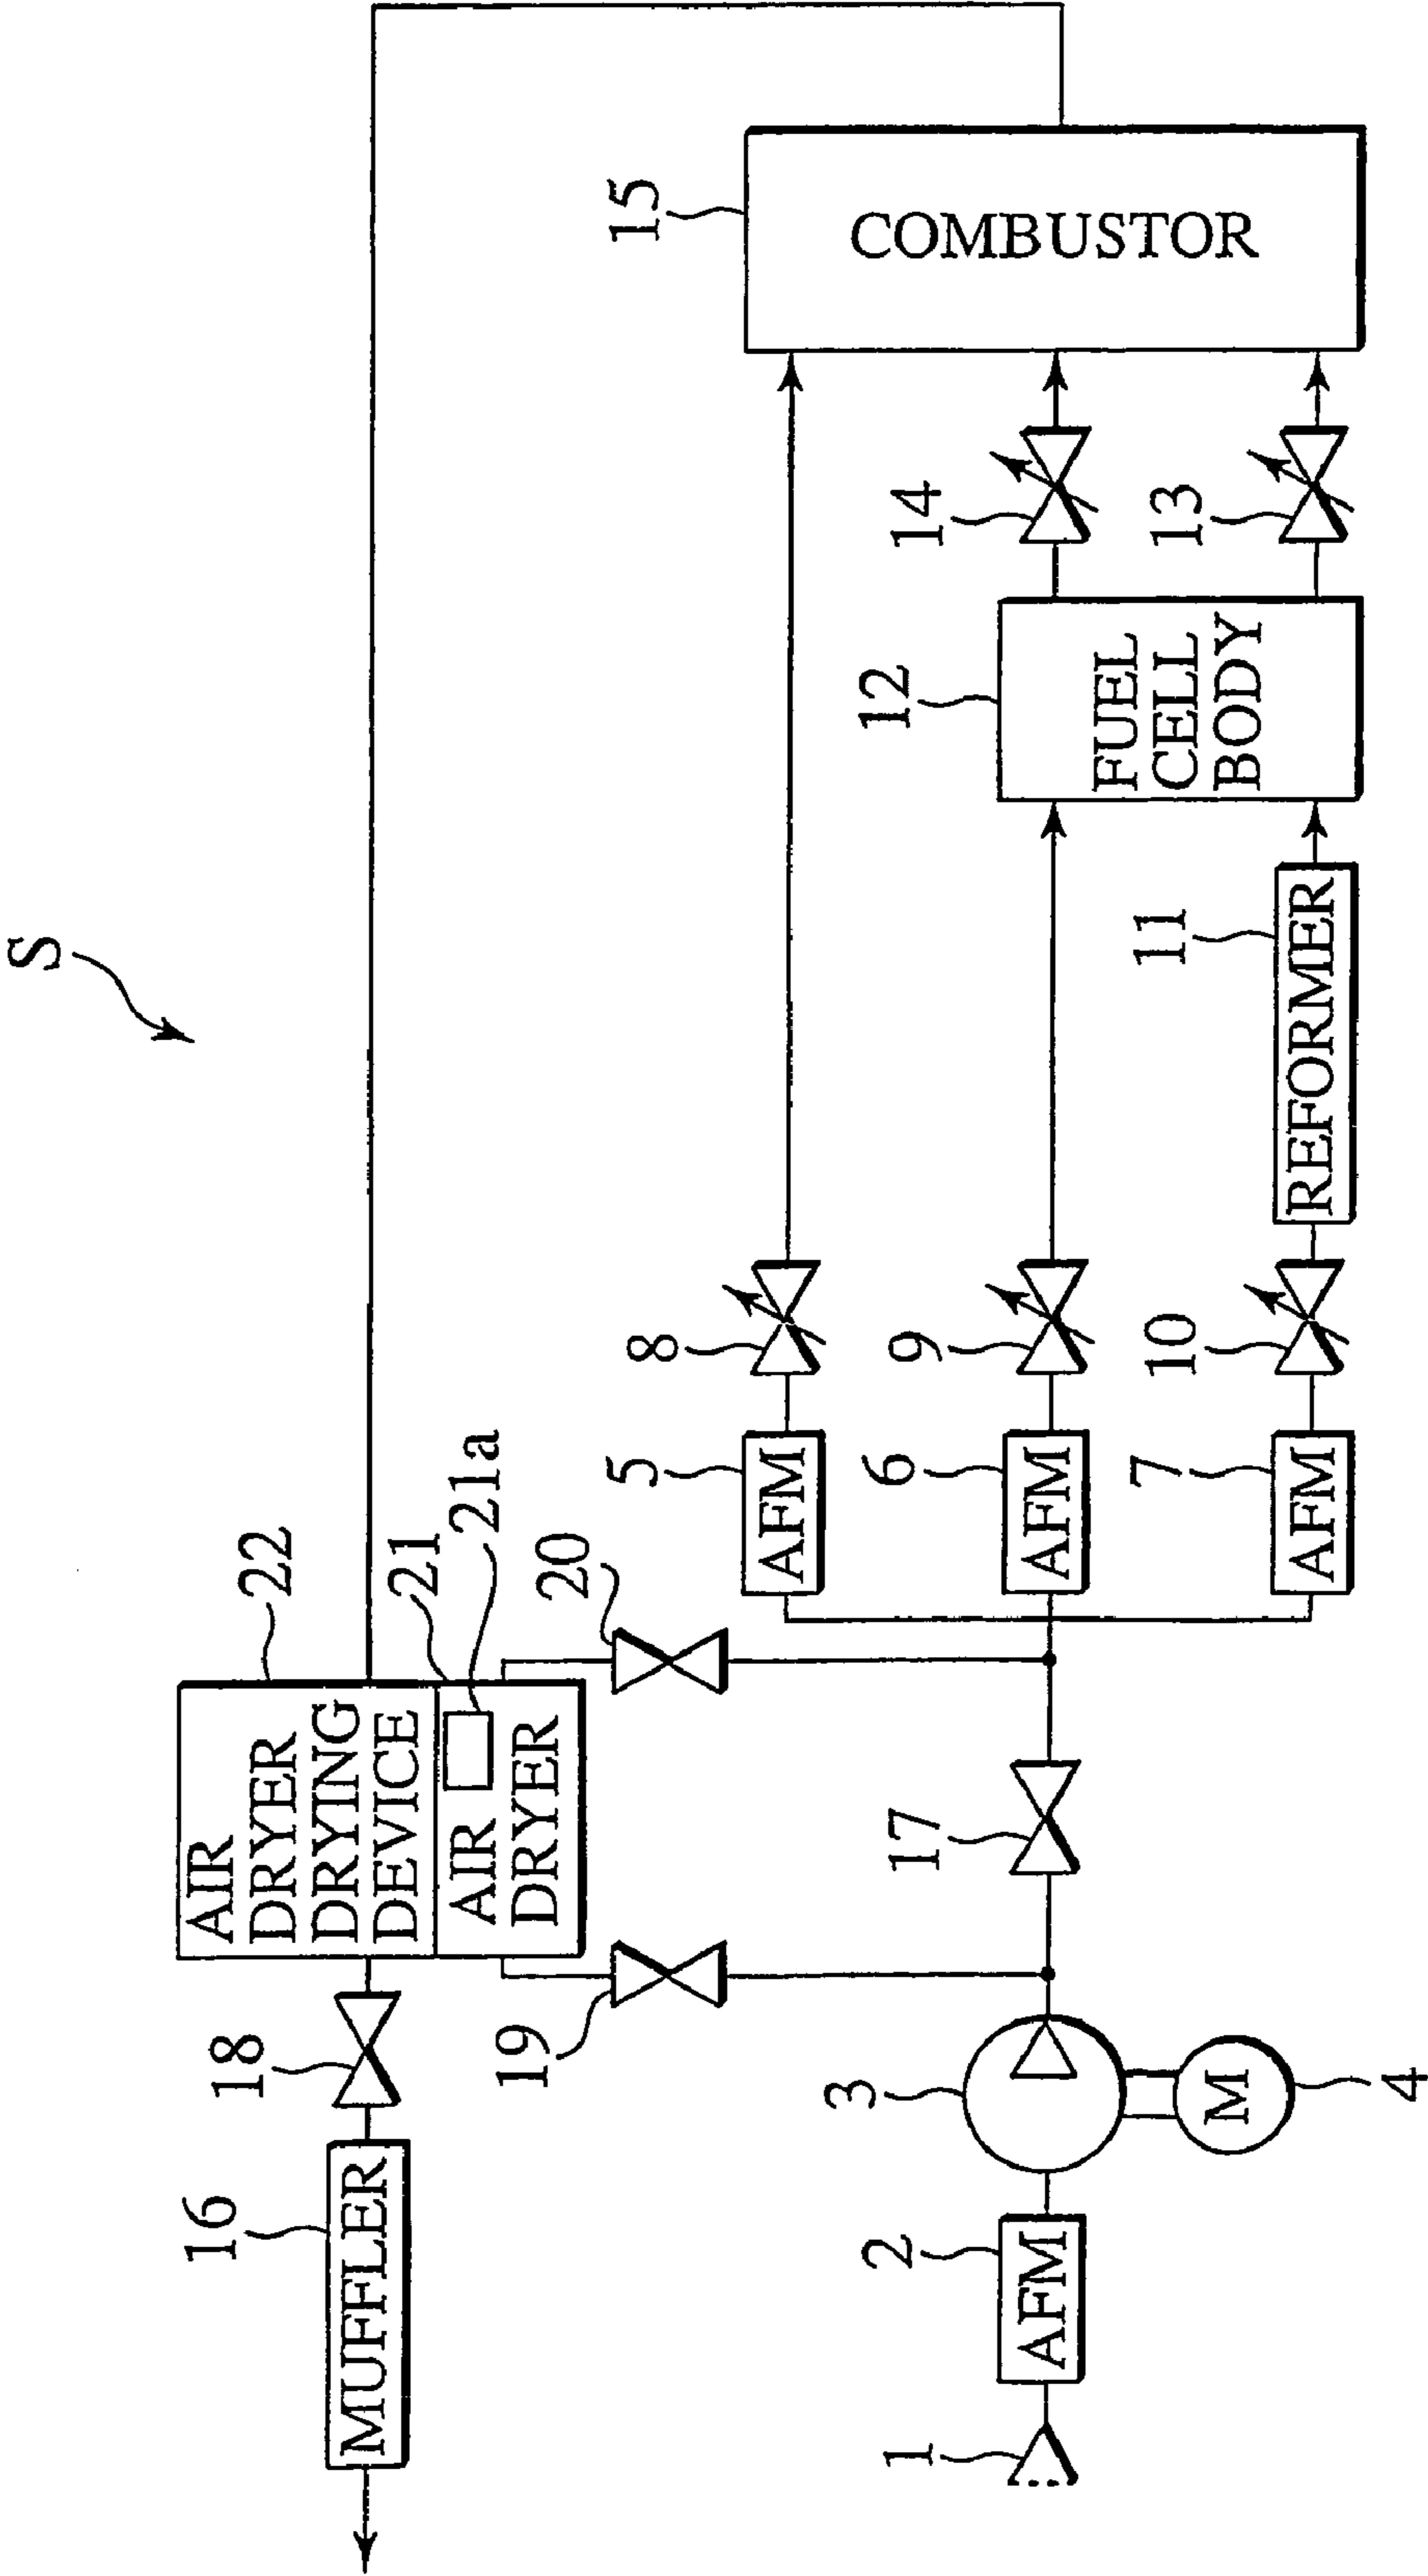 S
22
AIR
DRYER
DRYING
DEVICE
21
21a
AIR
DRYER
18
16
MUFFLER
19
20
15
COMBUSTOR
5
AFM
8
14
13
12
FUEL
CELL
BODY
6
AFM
9
11
REFORMER
7
AFM
10
17
3
M
4
2
AFM
1